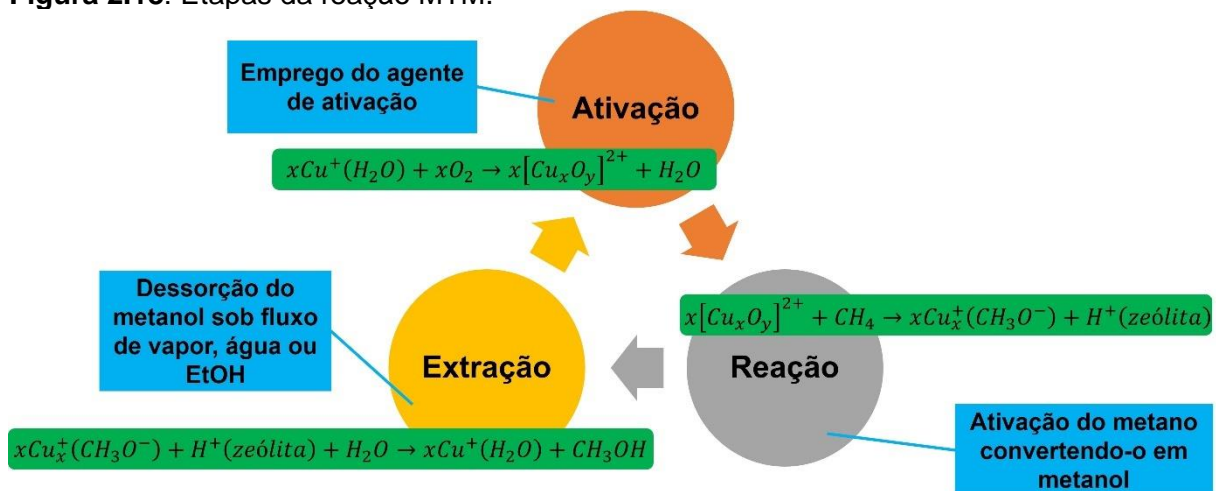 Figura 2.18. Etapas da reação MTM.
Emprego do agente
de ativação
Ativação
xCu⁺(H₂O) + xO₂ → x[CuₓOᵧ]²⁺ + H₂O
Dessorção do
metanol sob fluxo
de vapor, água ou
EtOH
x[CuₓOᵧ]²⁺ + CH₄ → xCuₓ⁺(CH₃O⁻) + H⁺(zeólita)
Extração
Reação
xCuₓ⁺(CH₃O⁻) + H⁺(zeólita) + H₂O → xCu⁺(H₂O) + CH₃OH
Ativação do metano
convertendo-o em
metanol